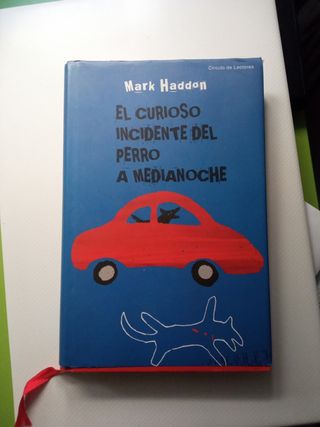 Círculo de Lectores
Mark Haddon
EL CURIOSO
INCIDENTE DEL
PERRO
A MEDIANOCHE